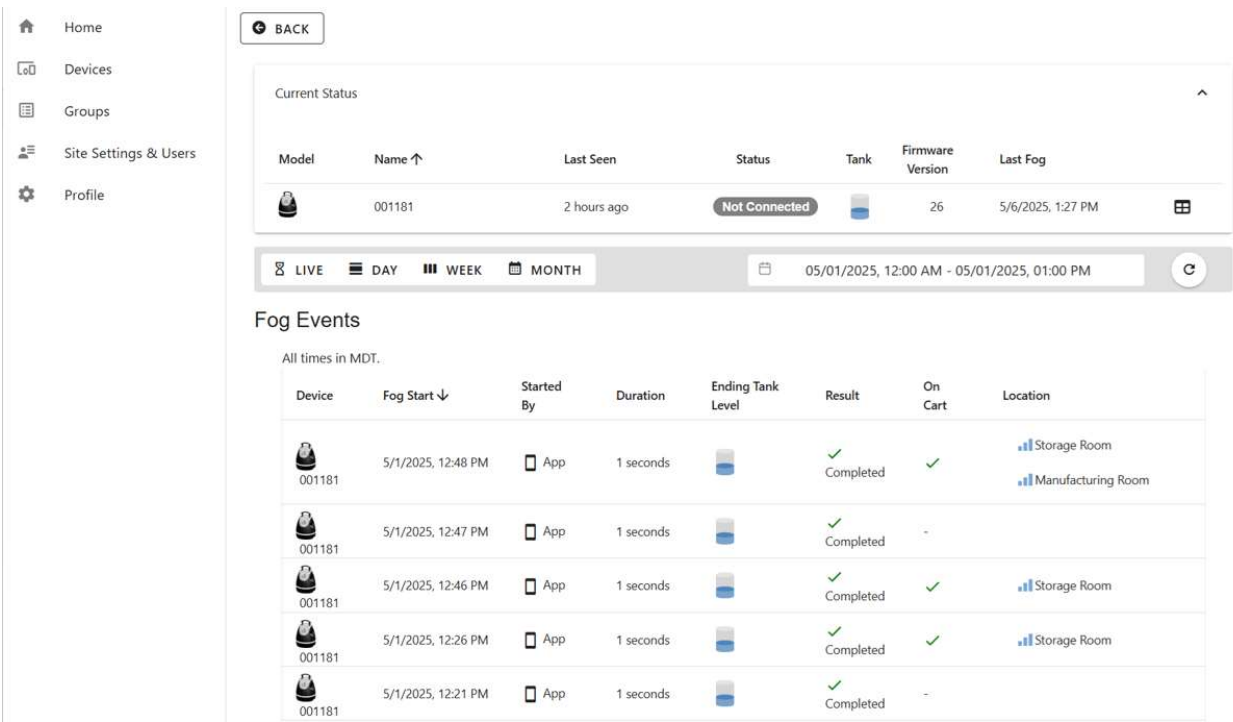 Home
Devices
Groups
Site Settings & Users
Profile
BACK
Current Status
Model Name Last Seen Status Tank Firmware Version Last Fog
001181 2 hours ago Not Connected 26 5/6/2025, 1:27 PM
LIVE DAY WEEK MONTH 05/01/2025, 12:00 AM - 05/01/2025, 01:00 PM
Fog Events
All times in MDT.
Device Fog Start Started By Duration Ending Tank Level Result On Cart Location
001181 5/1/2025, 12:48 PM App 1 seconds Completed Storage Room
Manufacturing Room
001181 5/1/2025, 12:47 PM App 1 seconds Completed -
001181 5/1/2025, 12:46 PM App 1 seconds Completed Storage Room
001181 5/1/2025, 12:26 PM App 1 seconds Completed Storage Room
001181 5/1/2025, 12:21 PM App 1 seconds Completed -